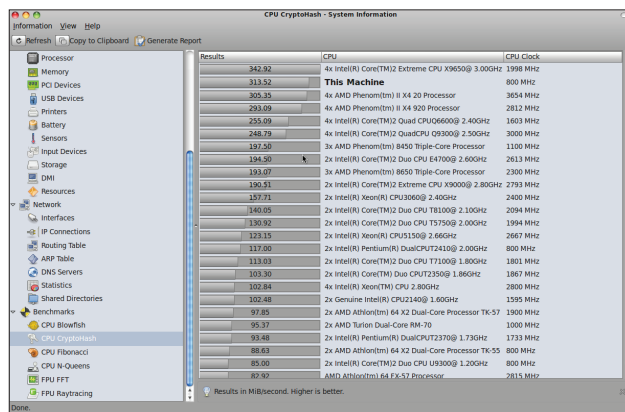 CPU CryptoHash - System Information
Information View Help
Refresh Copy to Clipboard Generate Report
Processor
Memory
PCI Devices
USB Devices
Printers
Battery
Sensors
Input Devices
Storage
DMI
Resources
Network
Interfaces
IP Connections
Routing Table
ARP Table
DNS Servers
Statistics
Shared Directories
Benchmarks
CPU Blowfish
CPU CryptoHash
CPU Fibonacci
CPU N-Queens
FPU FFT
FPU Raytracing
Results CPU CPU Clock
342.92 4x Intel(R) Core(TM)2 Extreme CPU X9650@ 3.00GHz 1998 MHz
313.52 This Machine 800 MHz
305.35 4x AMD Phenom(tm) II X4 20 Processor 3654 MHz
293.09 4x AMD Phenom(tm) II X4 920 Processor 2812 MHz
255.09 4x Intel(R) Core(TM)2 Quad CPUQ6600@ 2.40GHz 1603 MHz
248.79 4x Intel(R) Core(TM)2 Quad CPUQ9300@ 2.50GHz 3000 MHz
197.50 3x AMD Phenom(tm) 8450 Triple-Core Processor 1100 MHz
194.50 2x Intel(R) Core(TM)2 Duo CPU E4700@ 2.60GHz 2613 MHz
193.07 3x AMD Phenom(tm) 8650 Triple-Core Processor 2300 MHz
190.51 2x Intel(R) Core(TM)2 Extreme CPU X9000@ 2.80GHz 2793 MHz
157.71 2x Intel(R) Xeon(R) CPU3060@ 2.40GHz 2400 MHz
140.05 2x Intel(R) Core(TM)2 Duo CPU T8100@ 2.10GHz 2094 MHz
130.92 2x Intel(R) Core(TM)2 Duo CPU T5750@ 2.00GHz 1994 MHz
123.15 2x Intel(R) Xeon(R) CPU5150@ 2.66GHz 2667 MHz
117.00 2x Intel(R) Pentium(R) DualCPUT2410@ 2.00GHz 800 MHz
113.03 2x Intel(R) Core(TM)2 Duo CPU T7100@ 1.80GHz 1801 MHz
103.30 2x Intel(R) Core(TM) Duo CPUT2350@ 1.86GHz 1867 MHz
102.84 4x Intel(R) Xeon(TM) CPU 2.80GHz 2800 MHz
102.48 2x Genuine Intel(R) CPU2140@ 1.60GHz 1595 MHz
97.85 2x AMD Athlon(tm) 64 X2 Dual-Core Processor TK-57 1900 MHz
95.37 2x AMD Turion Dual-Core RM-70 1000 MHz
93.48 2x Intel(R) Pentium(R) DualCPUT2370@ 1.73GHz 1733 MHz
88.63 2x AMD Athlon(tm) 64 X2 Dual-Core Processor TK-55 800 MHz
85.00 2x Intel(R) Core(TM)2 Duo CPU U9300@ 1.20GHz 800 MHz
82.92 AMD Athlon(tm) 64 FX-57 Processor 2815 MHz
Results in MiB/second. Higher is better.
Done.